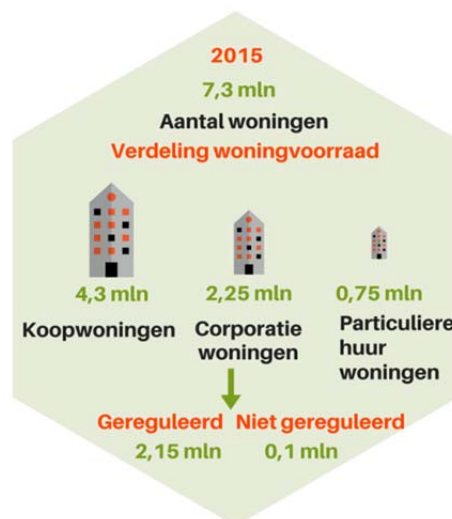 2015
7,3 mln
Aantal woningen
Verdeling woningvoorraad
4,3 mln
Koopwoningen
2,25 mln
Corporatie
woningen
0,75 mln
Particuliere
huur
woningen
Gereguleerd
2,15 mln
Niet gereguleerd
0,1 mln